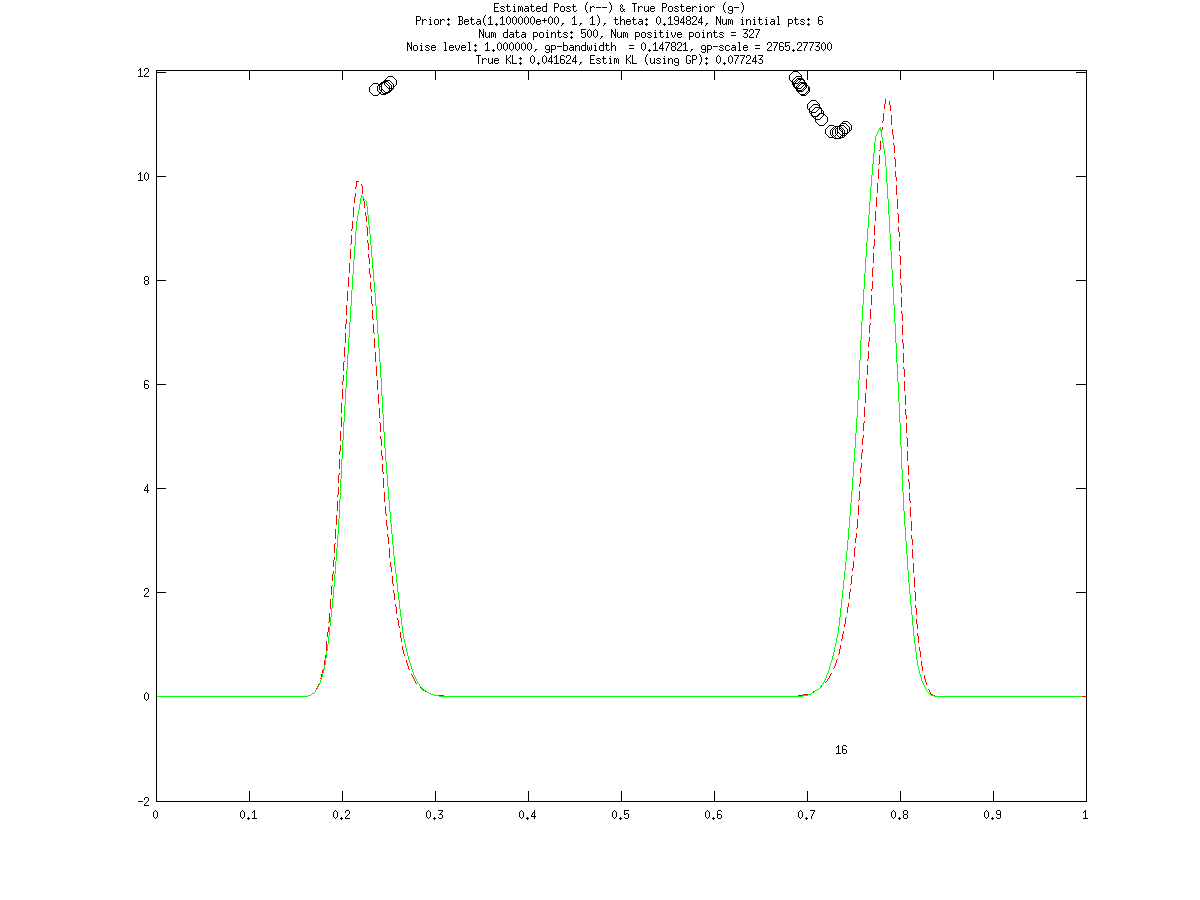 Estimated Post (r--) & True Posterior (g-)
Prior: Beta(1.100000e+00, 1, 1), theta: 0.194824, Num initial pts: 6
Num data points: 500, Num positive points = 327
Noise level: 1.000000, gp-bandwidth  = 0.147821, gp-scale = 2765.277300
True KL: 0.041624, Estim KL (using GP): 0.077243
12
10
8
6
4
2
0
16
-2
0 0.1 0.2 0.3 0.4 0.5 0.6 0.7 0.8 0.9 1